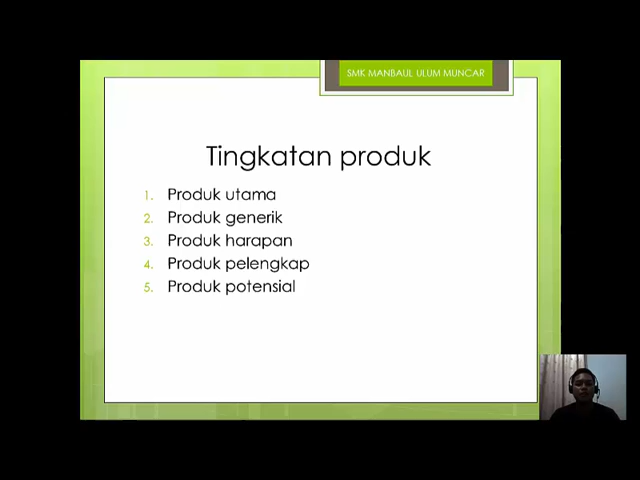 SMK MANBAUL ULUM MUNCAR
Tingkatan produk
1. Produk utama
2. Produk generik
3. Produk harapan
4. Produk pelengkap
5. Produk potensial